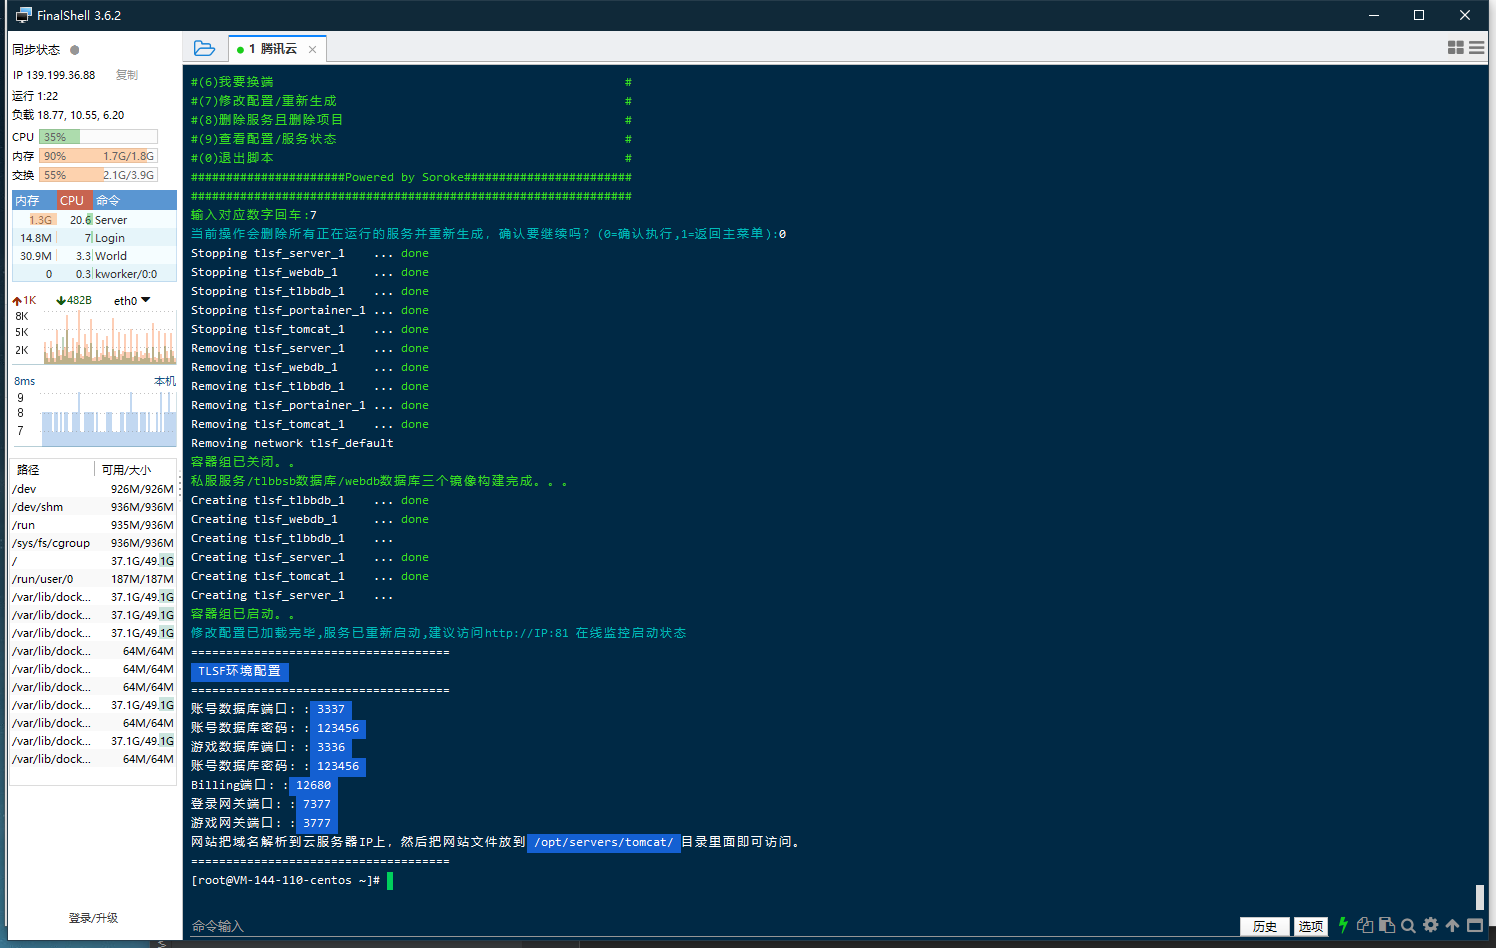 FinalShell 3.6.2
同步状态
IP 139.199.36.88 复制
运行 1:22
负载 18.77, 10.55, 6.20
CPU 35%
内存 90% 1.7G/1.8G
交换 55% 2.1G/3.9G
内存 CPU 命令
1.3G 20.6 Server
14.8M 7 Login
30.9M 3.3 World
0 0.3 kworker/0:0
1K 482B eth0
8K
5K
2K
8ms 本机
9
8
7
路径 可用/大小
/dev 926M/926M
/dev/shm 936M/936M
/run 935M/936M
/sys/fs/cgroup 936M/936M
/ 37.1G/49.1G
/run/user/0 187M/187M
/var/lib/dock... 37.1G/49.1G
/var/lib/dock... 37.1G/49.1G
/var/lib/dock... 37.1G/49.1G
/var/lib/dock... 64M/64M
/var/lib/dock... 64M/64M
/var/lib/dock... 64M/64M
/var/lib/dock... 37.1G/49.1G
/var/lib/dock... 64M/64M
/var/lib/dock... 37.1G/49.1G
/var/lib/dock... 64M/64M
登录/升级
1 腾讯云
#(6)我要换端 #
#(7)修改配置/重新生成 #
#(8)删除服务且删除项目 #
#(9)查看配置/服务状态 #
#(0)退出脚本 #
######################Powered by Soroke########################
###############################################################
输入对应数字回车:7
当前操作会删除所有正在运行的服务并重新生成, 确认要继续吗? (0=确认执行,1=返回主菜单):0
Stopping tlsf_server_1 ... done
Stopping tlsf_webdb_1 ... done
Stopping tlsf_tlbbdb_1 ... done
Stopping tlsf_portainer_1 ... done
Stopping tlsf_tomcat_1 ... done
Removing tlsf_server_1 ... done
Removing tlsf_webdb_1 ... done
Removing tlsf_tlbbdb_1 ... done
Removing tlsf_portainer_1 ... done
Removing tlsf_tomcat_1 ... done
Removing network tlsf_default
容器组已关闭。。
私服服务/tlbbsb数据库/webdb数据库三个镜像构建完成。。。
Creating tlsf_tlbbdb_1 ... done
Creating tlsf_webdb_1 ... done
Creating tlsf_tlbbdb_1 ...
Creating tlsf_server_1 ... done
Creating tlsf_tomcat_1 ... done
Creating tlsf_server_1 ...
容器组已启动。。
修改配置已加载完毕,服务已重新启动,建议访问http://IP:81 在线监控启动状态
=====================================
TLSF环境配置
=====================================
账号数据库端口: : 3337
账号数据库密码: : 123456
游戏数据库端口: : 3336
账号数据库密码: : 123456
Billing端口: : 12680
登录网关端口: : 7377
游戏网关端口: : 3777
网站把域名解析到云服务器IP上, 然后把网站文件放到 /opt/servers/tomcat/ 目录里面即可访问。
=====================================
[root@VM-144-110-centos ~]#
命令输入 历史 选项